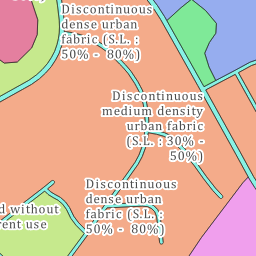 Discontinuous
dense urban
fabric (S.L. :
50% - 80%)
Discontinuous
medium density
urban fabric
(S.L. : 30% -
50%)
Discontinuous
dense urban
fabric (S.L. :
50% - 80%)
without
use